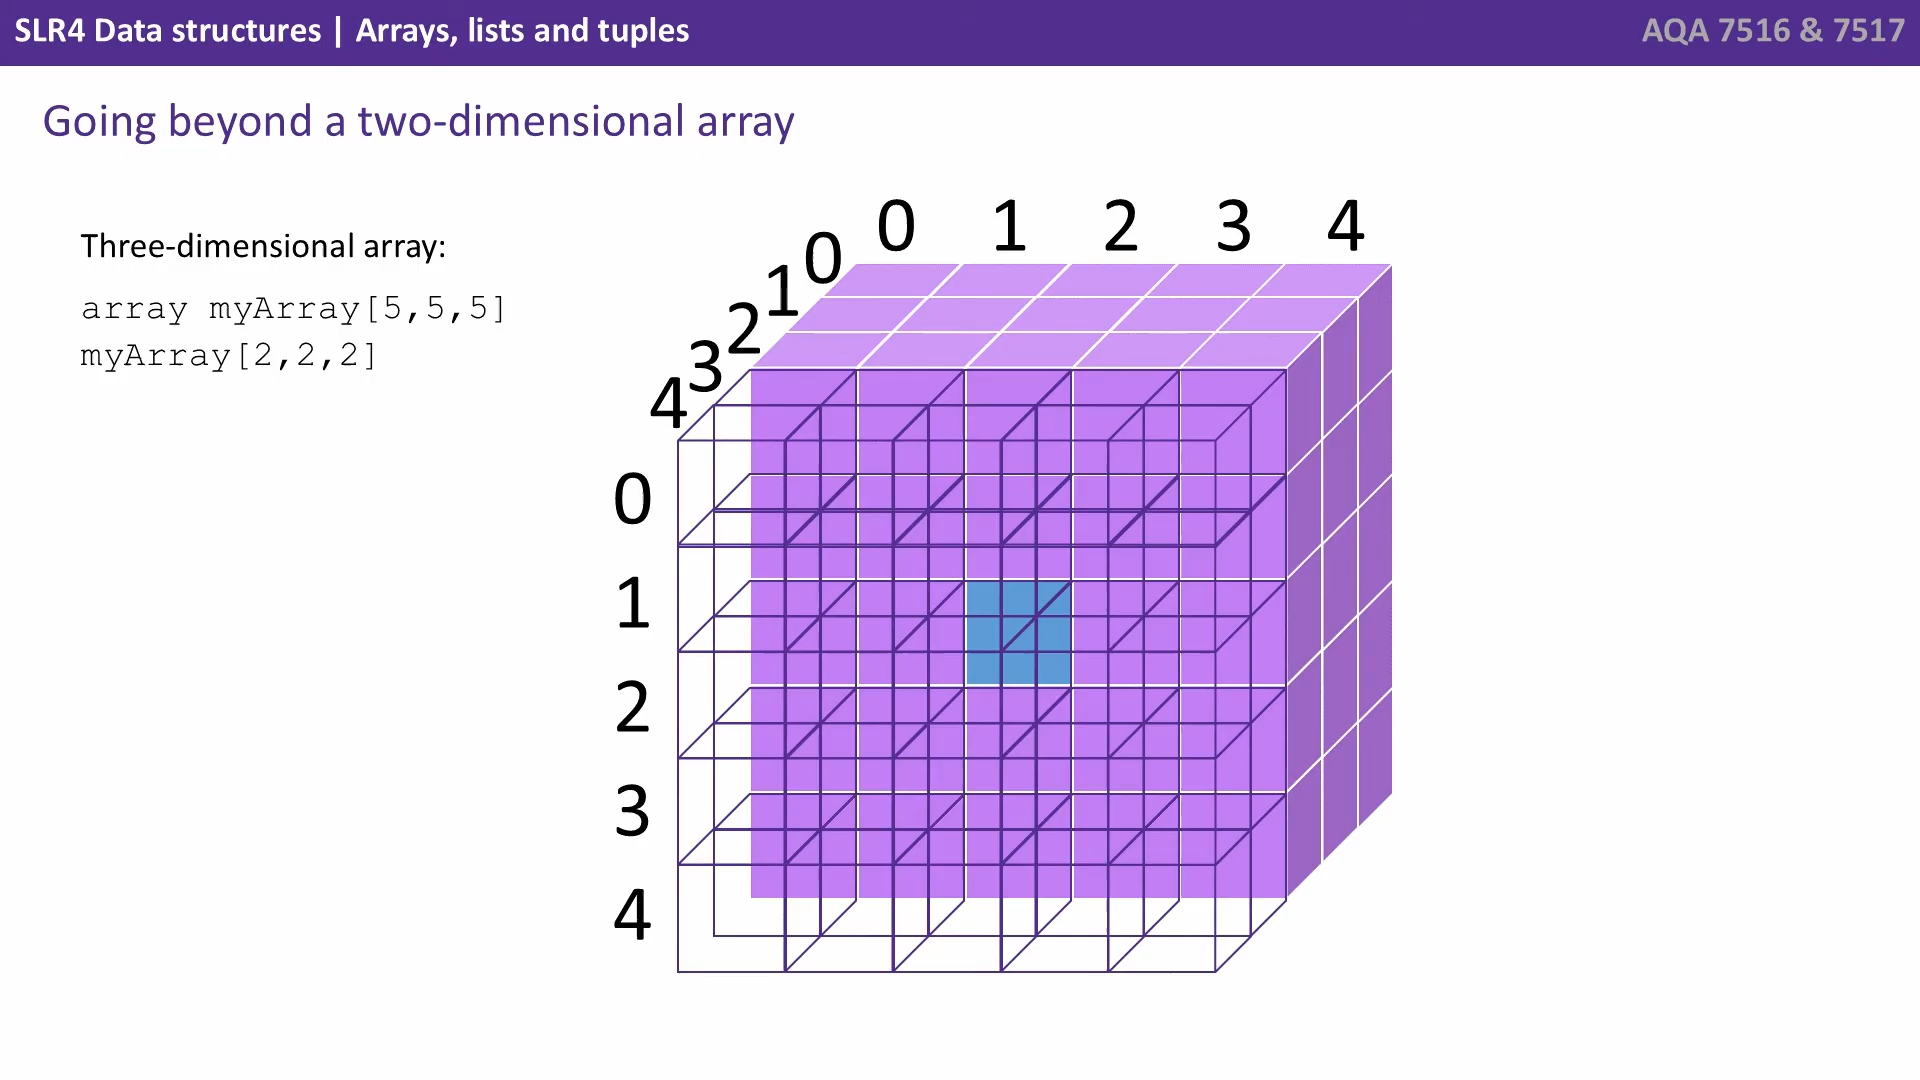 SLR4 Data structures | Arrays, lists and tuples
AQA 7516 & 7517
Going beyond a two-dimensional array
Three-dimensional array:
array myArray[5,5,5]
myArray[2,2,2]
0 1 2 3 4
0
1
2
3
4
0
1
2
3
4